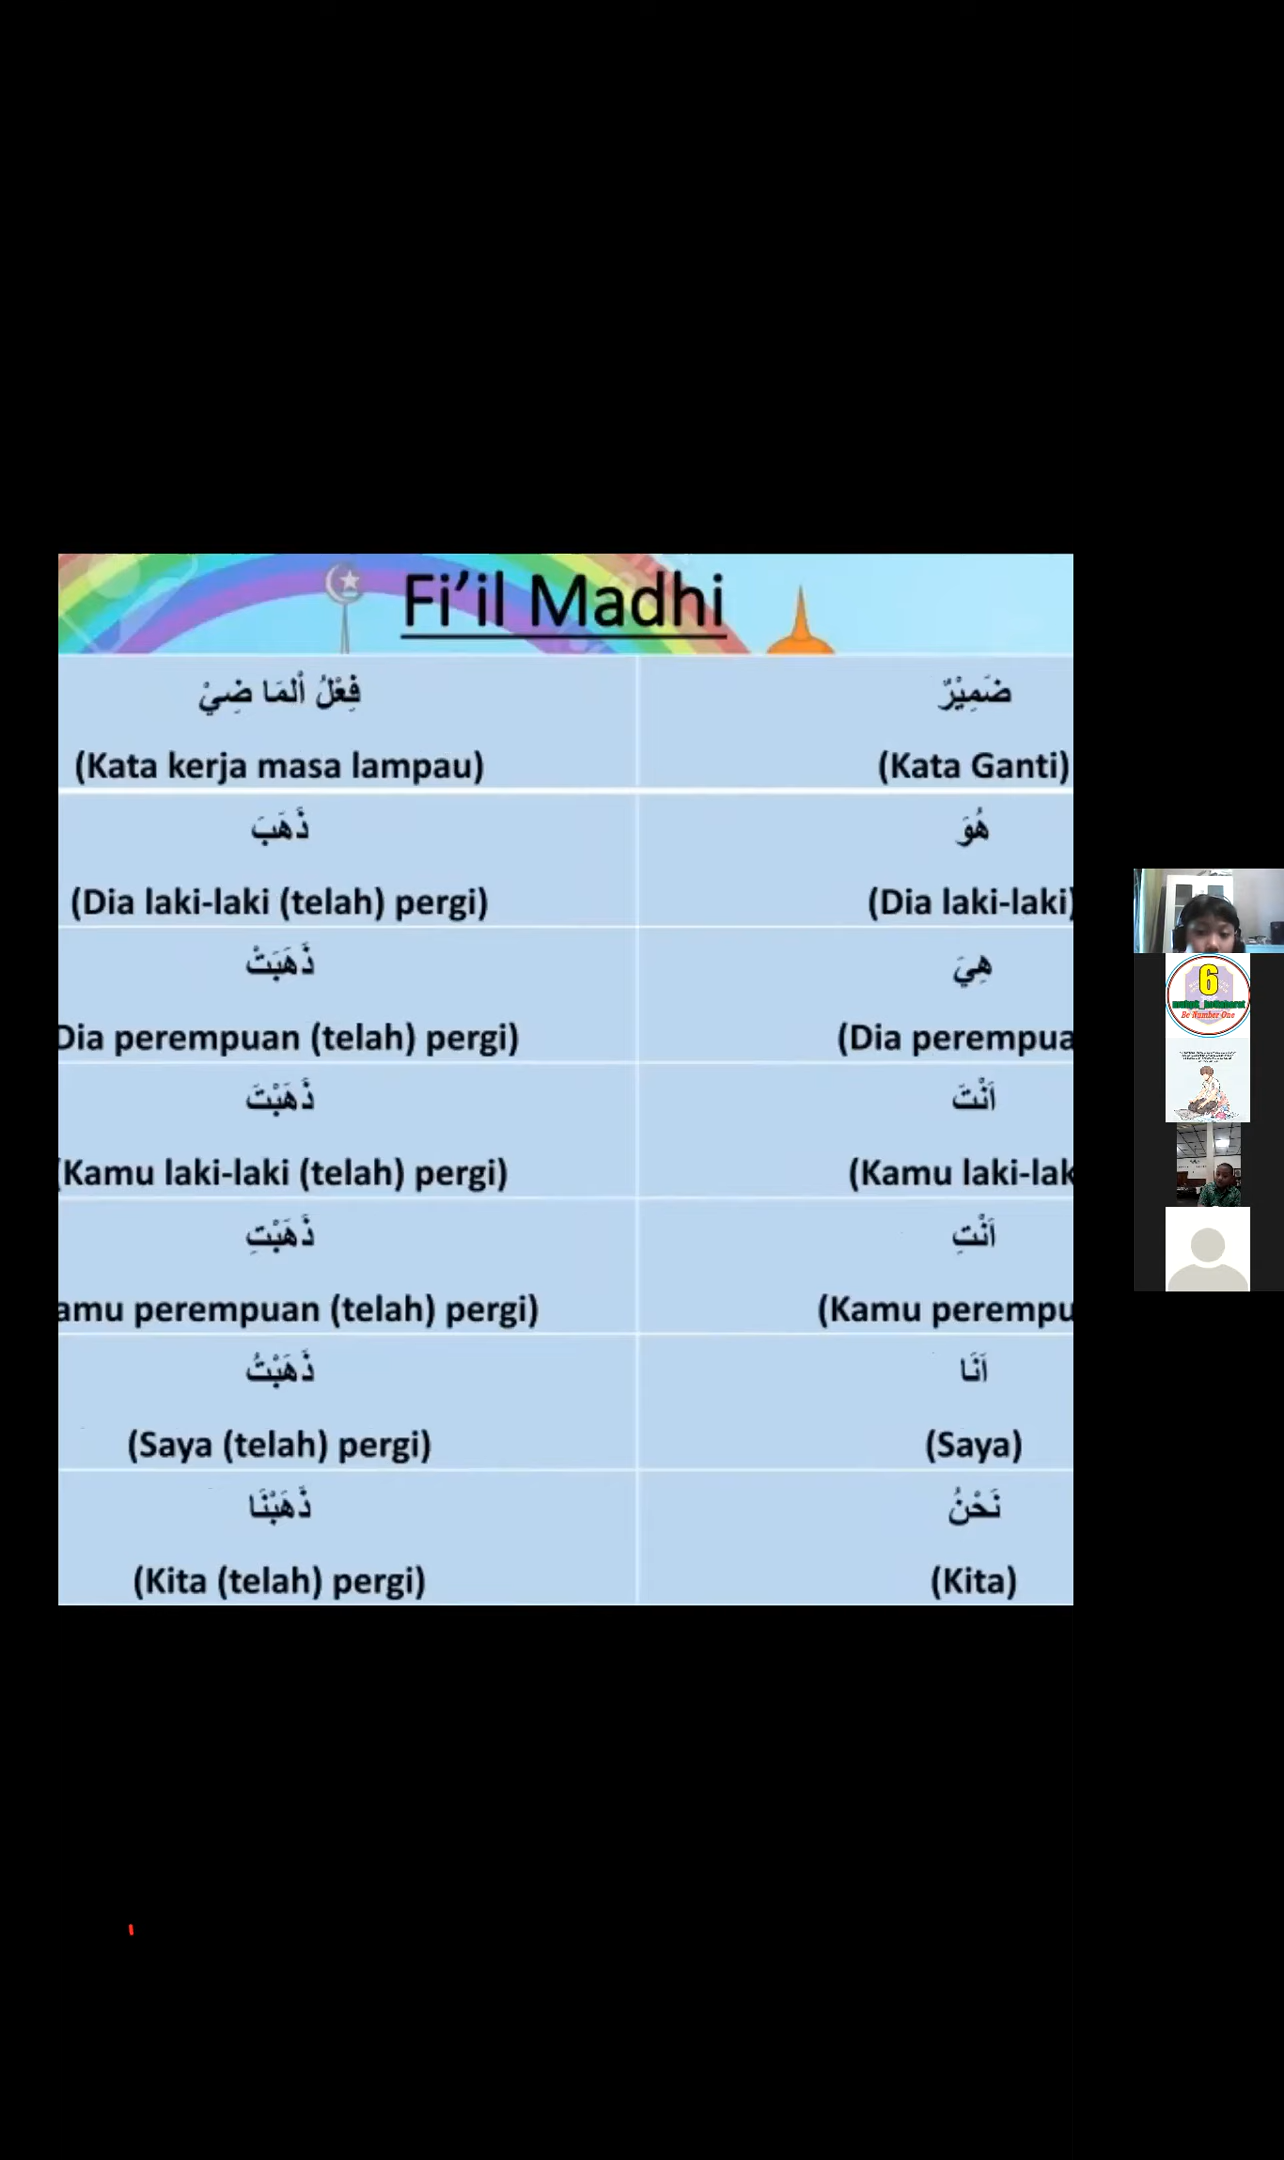 Fi'il Madhi
ضَمِيْرٌ
(Kata Ganti)
فِعْلُ اْلمَا ضِيْ
(Kata kerja masa lampau)
هُوَ
(Dia laki-laki)
ذَهَبَ
(Dia laki-laki (telah) pergi)
هِيَ
(Dia perempua
ذَهَبَتْ
Dia perempuan (telah) pergi)
اَنْتَ
(Kamu laki-lak
ذَهَبْتَ
(Kamu laki-laki (telah) pergi)
اَنْتِ
(Kamu perempu
ذَهَبْتِ
amu perempuan (telah) pergi)
اَنَا
(Saya)
ذَهَبْتُ
(Saya (telah) pergi)
نَحْنُ
(Kita)
ذَهَبْنَا
(Kita (telah) pergi)
6
Be Number One